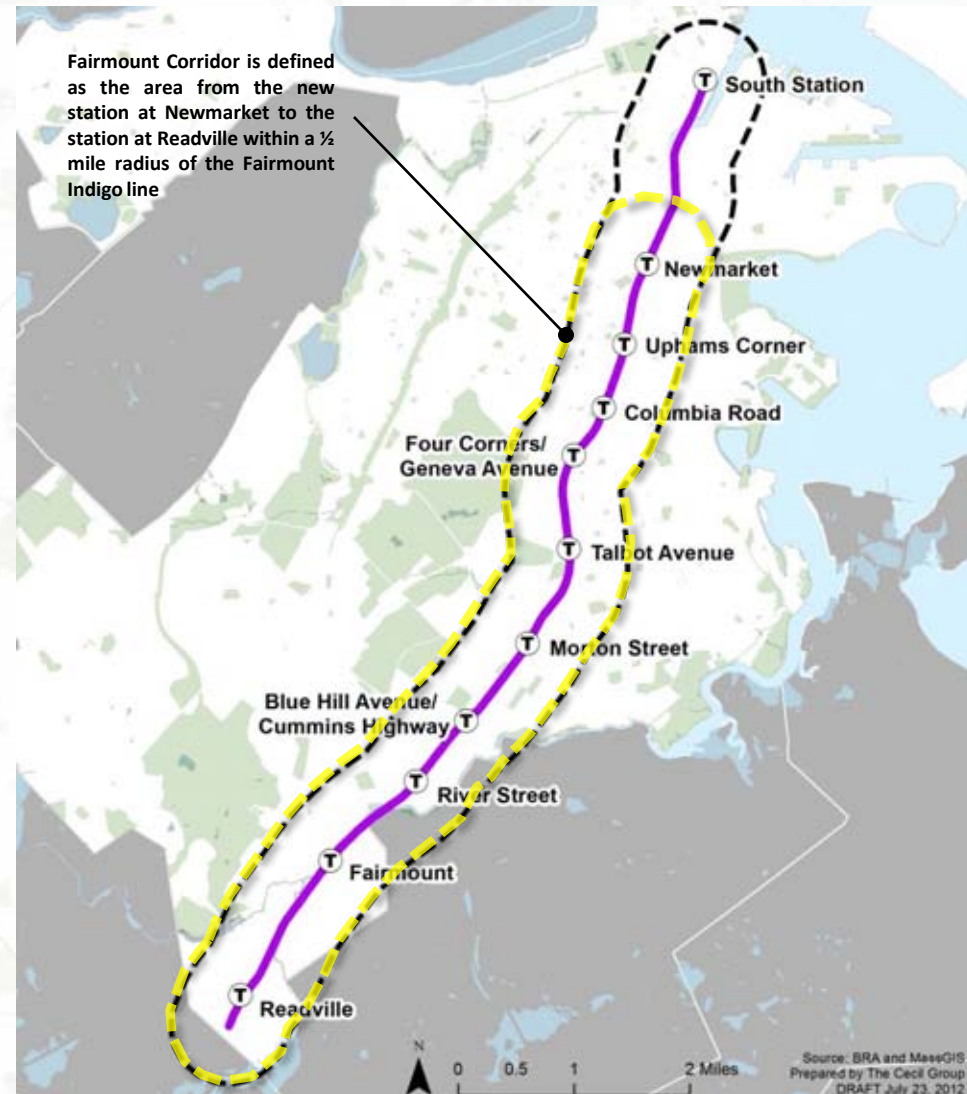 Fairmount Corridor is defined
as the area from the new
station at Newmarket to the
station at Readville within a ½
mile radius of the Fairmount
Indigo line
T South Station
T Newmarket
T Uphams Corner
T Columbia Road
Four Corners/
Geneva Avenue T
T Talbot Avenue
T Morton Street
Blue Hill Avenue/
Cummins Highway T
T River Street
T Fairmount
T Readville
N
0 0.5 1 2 Miles
Source: BRA and MassGIS
Prepared by The Cecil Group
DRAFT July 23, 2012